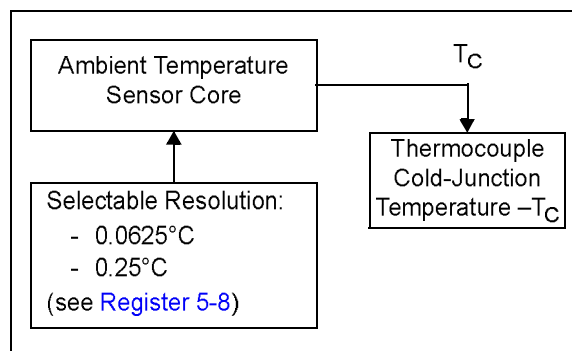 Ambient Temperature
Sensor Core
TC
Thermocouple
Cold-Junction
Temperature –TC
Selectable Resolution:
- 0.0625°C
- 0.25°C
(see Register 5-8)